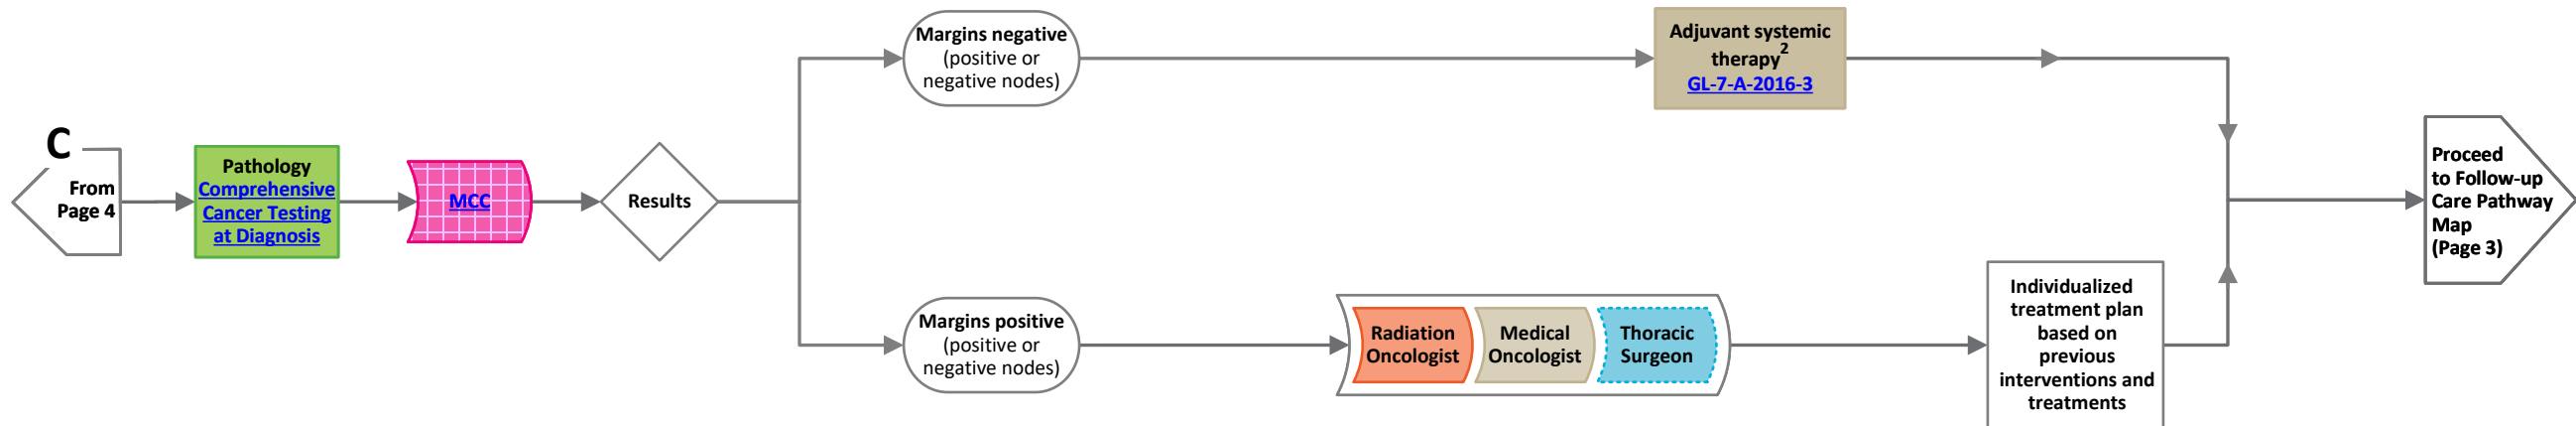 C
From
Page 4
Pathology
Comprehensive
Cancer Testing
at Diagnosis
MCC
Results
Margins negative
(positive or
negative nodes)
Adjuvant systemic
therapy2
GL-7-A-2016-3
Margins positive
(positive or
negative nodes)
Radiation
Oncologist
Medical
Oncologist
Thoracic
Surgeon
Individualized
treatment plan
based on
previous
interventions and
treatments
Proceed
to Follow-up
Care Pathway
Map
(Page 3)